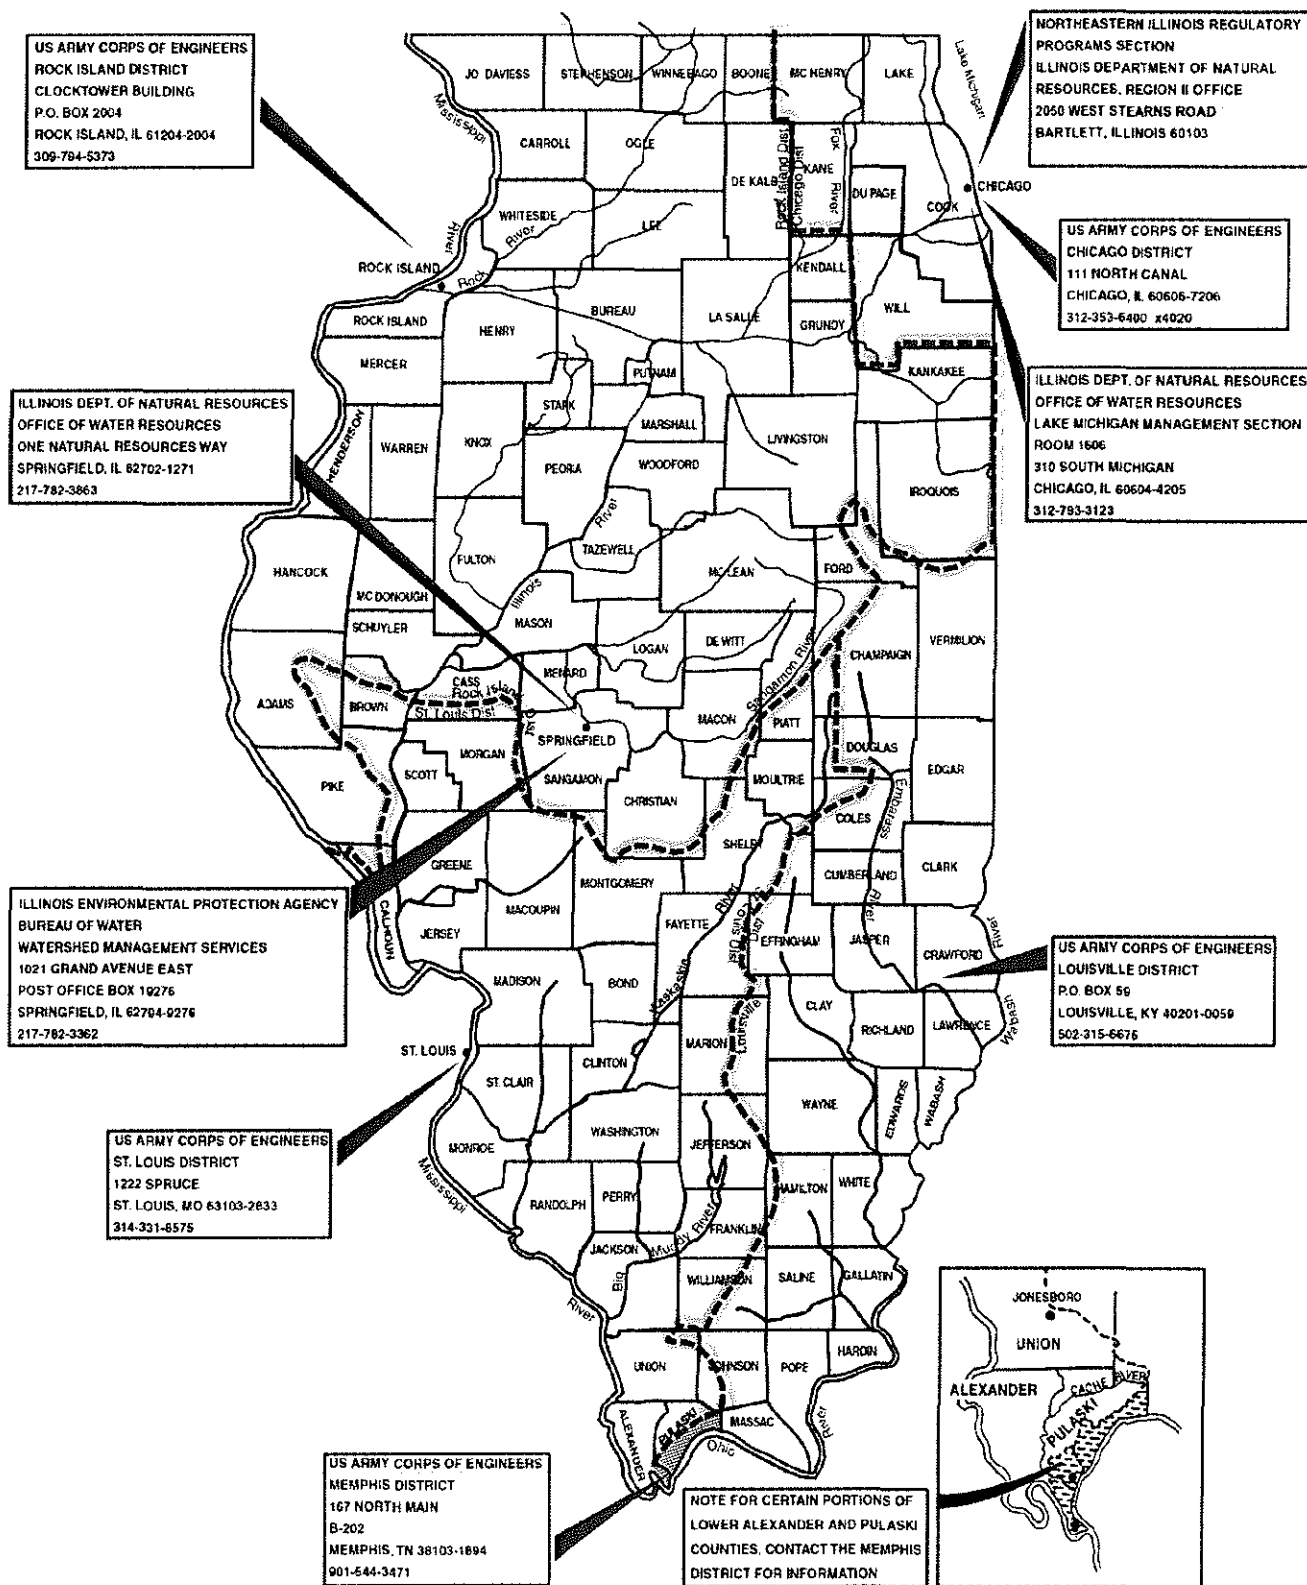 US ARMY CORPS OF ENGINEERS
ROCK ISLAND DISTRICT
CLOCKTOWER BUILDING
P.O. BOX 2004
ROCK ISLAND, IL 61204-2004
309-794-5373
NORTHEASTERN ILLINOIS REGULATORY
PROGRAMS SECTION
ILLINOIS DEPARTMENT OF NATURAL
RESOURCES, REGION II OFFICE
2050 WEST STEARNS ROAD
BARTLETT, ILLINOIS 60103
US ARMY CORPS OF ENGINEERS
CHICAGO DISTRICT
111 NORTH CANAL
CHICAGO, IL 60606-7206
312-353-6400 x4020
ILLINOIS DEPT. OF NATURAL RESOURCES
OFFICE OF WATER RESOURCES
LAKE MICHIGAN MANAGEMENT SECTION
ROOM 1606
310 SOUTH MICHIGAN
CHICAGO, IL 60604-4205
312-793-3123
ILLINOIS DEPT. OF NATURAL RESOURCES
OFFICE OF WATER RESOURCES
ONE NATURAL RESOURCES WAY
SPRINGFIELD, IL 62702-1271
217-782-3863
ILLINOIS ENVIRONMENTAL PROTECTION AGENCY
BUREAU OF WATER
WATERSHED MANAGEMENT SERVICES
1021 GRAND AVENUE EAST
POST OFFICE BOX 19276
SPRINGFIELD, IL 62794-9276
217-782-3362
US ARMY CORPS OF ENGINEERS
LOUISVILLE DISTRICT
P.O. BOX 59
LOUISVILLE, KY 40201-0059
502-315-6676
US ARMY CORPS OF ENGINEERS
ST. LOUIS DISTRICT
1222 SPRUCE
ST. LOUIS, MO 63103-2833
314-331-8575
US ARMY CORPS OF ENGINEERS
MEMPHIS DISTRICT
167 NORTH MAIN
B-202
MEMPHIS, TN 38103-1894
901-544-3471
NOTE FOR CERTAIN PORTIONS OF
LOWER ALEXANDER AND PULASKI
COUNTIES, CONTACT THE MEMPHIS
DISTRICT FOR INFORMATION
JO DAVIESS
STEPHENSON
WINNEBAGO
BOONE
MC HENRY
LAKE
Lake Michigan
Mississippi
River
CARROLL
OGLE
DE KALB
Rock Island Dist
Chicago Dist
KANE
Fox
River
DU PAGE
COOK
CHICAGO
WHITESIDE
LEE
River
Rock
ROCK ISLAND
KENDALL
WILL
ROCK ISLAND
HENRY
BUREAU
LA SALLE
GRUNDY
MERCER
PUTNAM
KANKAKEE
HENDERSON
WARREN
KNOX
STARK
MARSHALL
LIVINGSTON
PEORIA
WOODFORD
IROQUOIS
River
HANCOCK
FULTON
TAZEWELL
MC LEAN
FORD
MC DONOUGH
Illinois
SCHUYLER
MASON
LOGAN
DE WITT
Sangamon River
CHAMPAIGN
VERMILION
ADAMS
BROWN
CASS
Rock Island Dist
St. Louis Dist
MENARD
MACON
PIATT
SPRINGFIELD
SANGAMON
MORGAN
SCOTT
PIKE
CHRISTIAN
MOULTRIE
DOUGLAS
EDGAR
COLES
Embarass
River
SHELBY
GREENE
MONTGOMERY
CUMBERLAND
CLARK
CALHOUN
JERSEY
MACOUPIN
FAYETTE
River
Kaskaskia
EFFINGHAM
JASPER
CRAWFORD
River
Wabash
MADISON
BOND
St. Louis Dist
Louisville
Dist
MARION
CLAY
RICHLAND
LAWRENCE
ST. LOUIS
ST. CLAIR
CLINTON
WAYNE
EDWARDS
WABASH
MONROE
WASHINGTON
JEFFERSON
Mississippi
River
RANDOLPH
PERRY
HAMILTON
WHITE
FRANKLIN
JACKSON
Big
Muddy River
WILLIAMSON
SALINE
GALLATIN
UNION
JOHNSON
POPE
HARDIN
ALEXANDER
PULASKI
MASSAC
Ohio
River
JONESBORO
UNION
ALEXANDER
CACHE RIVER
PULASKI